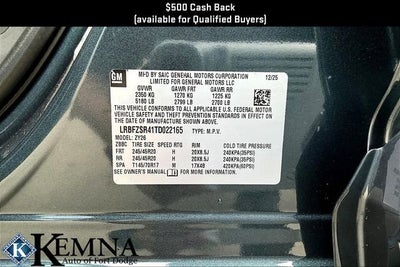 $500 Cash Back
(available for Qualified Buyers)
GM
MFD BY SAIC GENERAL MOTORS CORPORATION 12/25
LIMITED FOR GENERAL MOTORS LLC
GVWR GAWR FRT GAWR RR
2350 KG 1270 KG 1225 KG
5180 LB 2799 LB 2700 LB
THIS VEHICLE CONFORMS TO ALL APPLICABLE U.S. FEDERAL MOTOR
VEHICLE SAFETY AND THEFT PREVENTION STANDARDS IN EFFECT ON
THE DATE OF MANUFACTURE SHOWN ABOVE.
LRBFZSR41TD022165 TYPE: M.P.V.
MODEL: ZY26
ZBC TIRE SIZE SPEED RTG RIM COLD TIRE PRESSURE
FRT 245/45R20 H 20X8.5J 240KPA(35PSI)
RR 245/45R20 H 20X8.5J 240KPA(35PSI)
SPA T145/70R17 M 17X4B 420KPA(60PSI)
SEE OWNER'S MANUAL FOR ADDITIONAL INFORMATION.
KEMNA
Auto of Fort Dodge